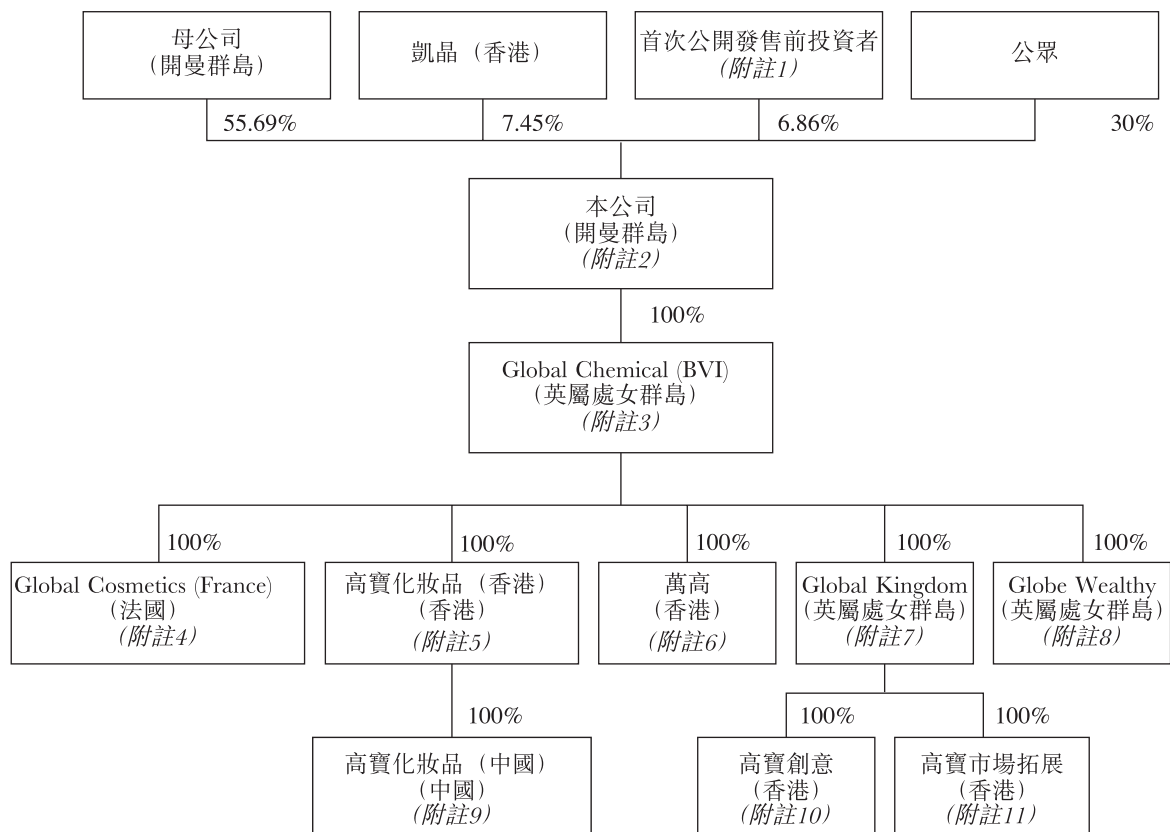 母公司
（開曼群島）
凱晶（香港）
首次公開發售前投資者
（附註1）
公眾
55.69%
7.45%
6.86%
30%
本公司
（開曼群島）
（附註2）
100%
Global Chemical (BVI)
（英屬處女群島）
（附註3）
100%
100%
100%
100%
100%
Global Cosmetics (France)
（法國）
（附註4）
高寶化妝品（香港）
（香港）
（附註5）
萬高
（香港）
（附註6）
Global Kingdom
（英屬處女群島）
（附註7）
Globe Wealthy
（英屬處女群島）
（附註8）
100%
100%
100%
高寶化妝品（中國）
（中國）
（附註9）
高寶創意
（香港）
（附註10）
高寶市場拓展
（香港）
（附註11）